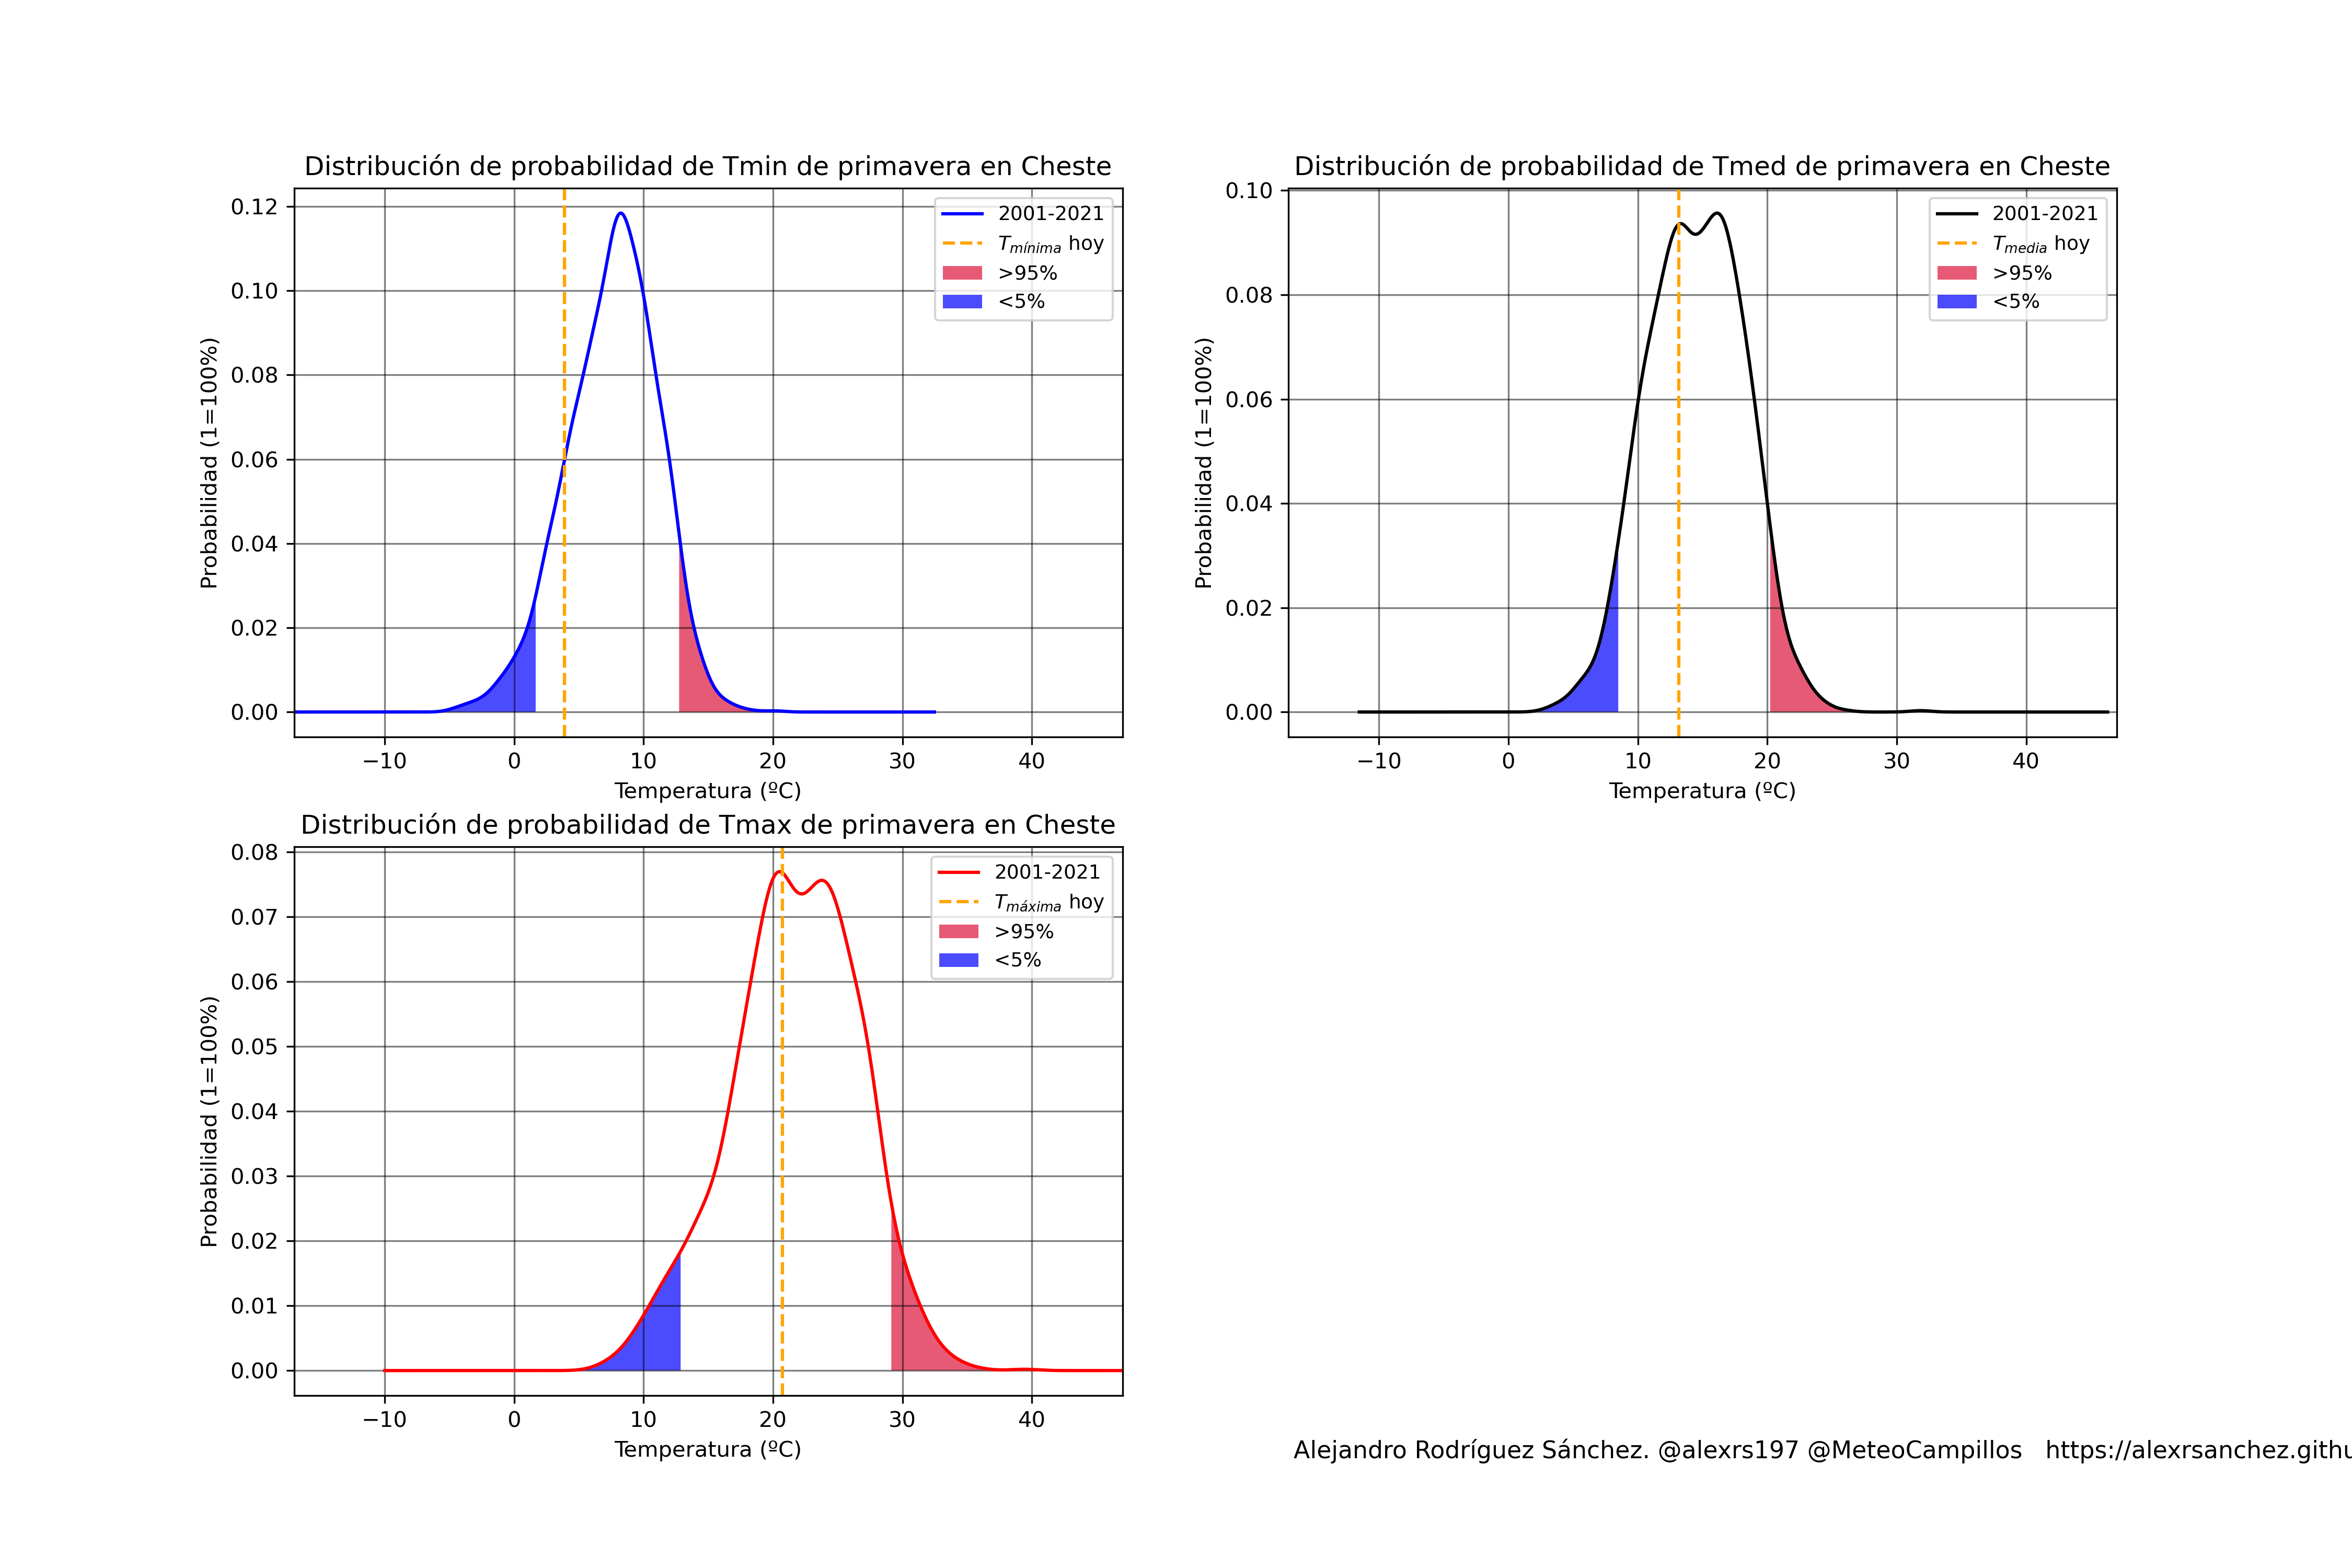 Distribución de probabilidad de Tmin de primavera en Cheste
0.12
0.10
0.08
0.06
0.04
0.02
0.00
Probabilidad (1=100%)
2001-2021
Tmínima hoy
>95%
<5%
−10 0 10 20 30 40
Temperatura (ºC)
Distribución de probabilidad de Tmed de primavera en Cheste
0.10
0.08
0.06
0.04
0.02
0.00
Probabilidad (1=100%)
2001-2021
Tmedia hoy
>95%
<5%
−10 0 10 20 30 40
Temperatura (ºC)
Distribución de probabilidad de Tmax de primavera en Cheste
0.08
0.07
0.06
0.05
0.04
0.03
0.02
0.01
0.00
Probabilidad (1=100%)
2001-2021
Tmáxima hoy
>95%
<5%
−10 0 10 20 30 40
Temperatura (ºC)
Alejandro Rodríguez Sánchez. @alexrs197 @MeteoCampillos https://alexrsanchez.githu